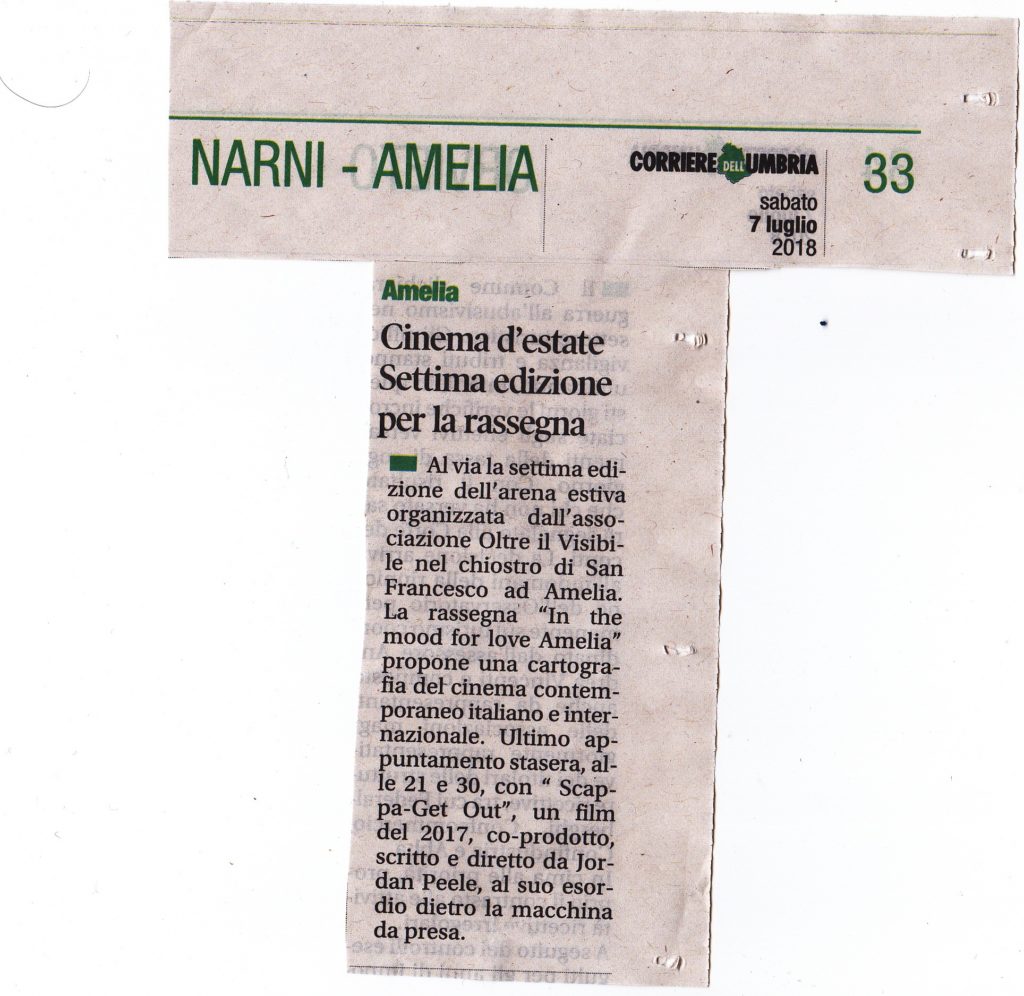 NARNI - AMELIA
CORRIERE DELL'UMBRIA
33
sabato
7 luglio
2018
Amelia
Cinema d'estate
Settima edizione
per la rassegna
Al via la settima edi-
zione dell'arena estiva
organizzata dall'asso-
ciazione Oltre il Visibi-
le nel chiostro di San
Francesco ad Amelia.
La rassegna "In the
mood for love Amelia"
propone una cartogra-
fia del cinema contem-
poraneo italiano e inter-
nazionale. Ultimo ap-
puntamento stasera, al-
le 21 e 30, con " Scap-
pa-Get Out", un film
del 2017, co-prodotto,
scritto e diretto da Jor-
dan Peele, al suo esor-
dio dietro la macchina
da presa.